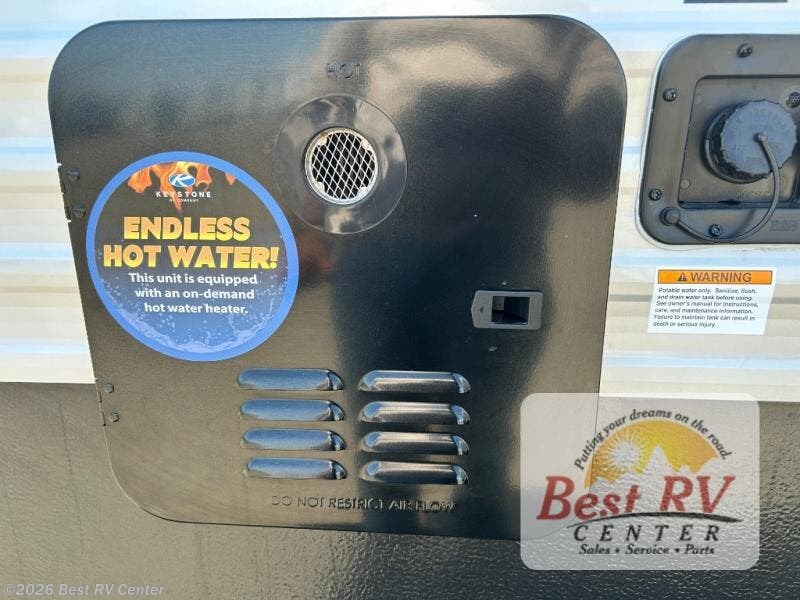 HOT
KEYSTONE
RV COMPANY
ENDLESS
HOT WATER!
This unit is equipped
with an on-demand
hot water heater.
WARNING
Potable water only. Sanitize, flush,
and drain water tank before using.
See owner's manual for instructions,
care, and maintenance information.
Failure to maintain tank can result in
death or serious injury.
DO NOT RESTRICT AIR FLOW
Putting your dreams on the road.
Best RV
CENTER
Sales • Service • Parts
©2026 Best RV Center